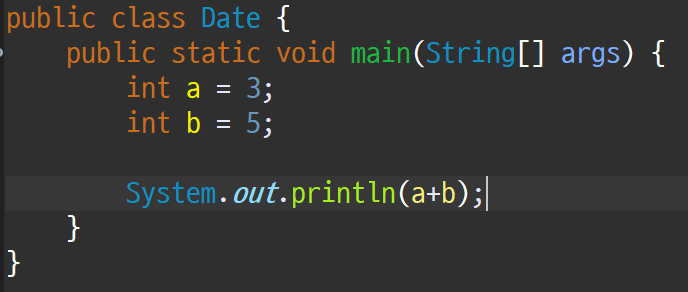 public class Date {
    public static void main(String[] args) {
        int a = 3;
        int b = 5;

        System.out.println(a+b);
    }
}